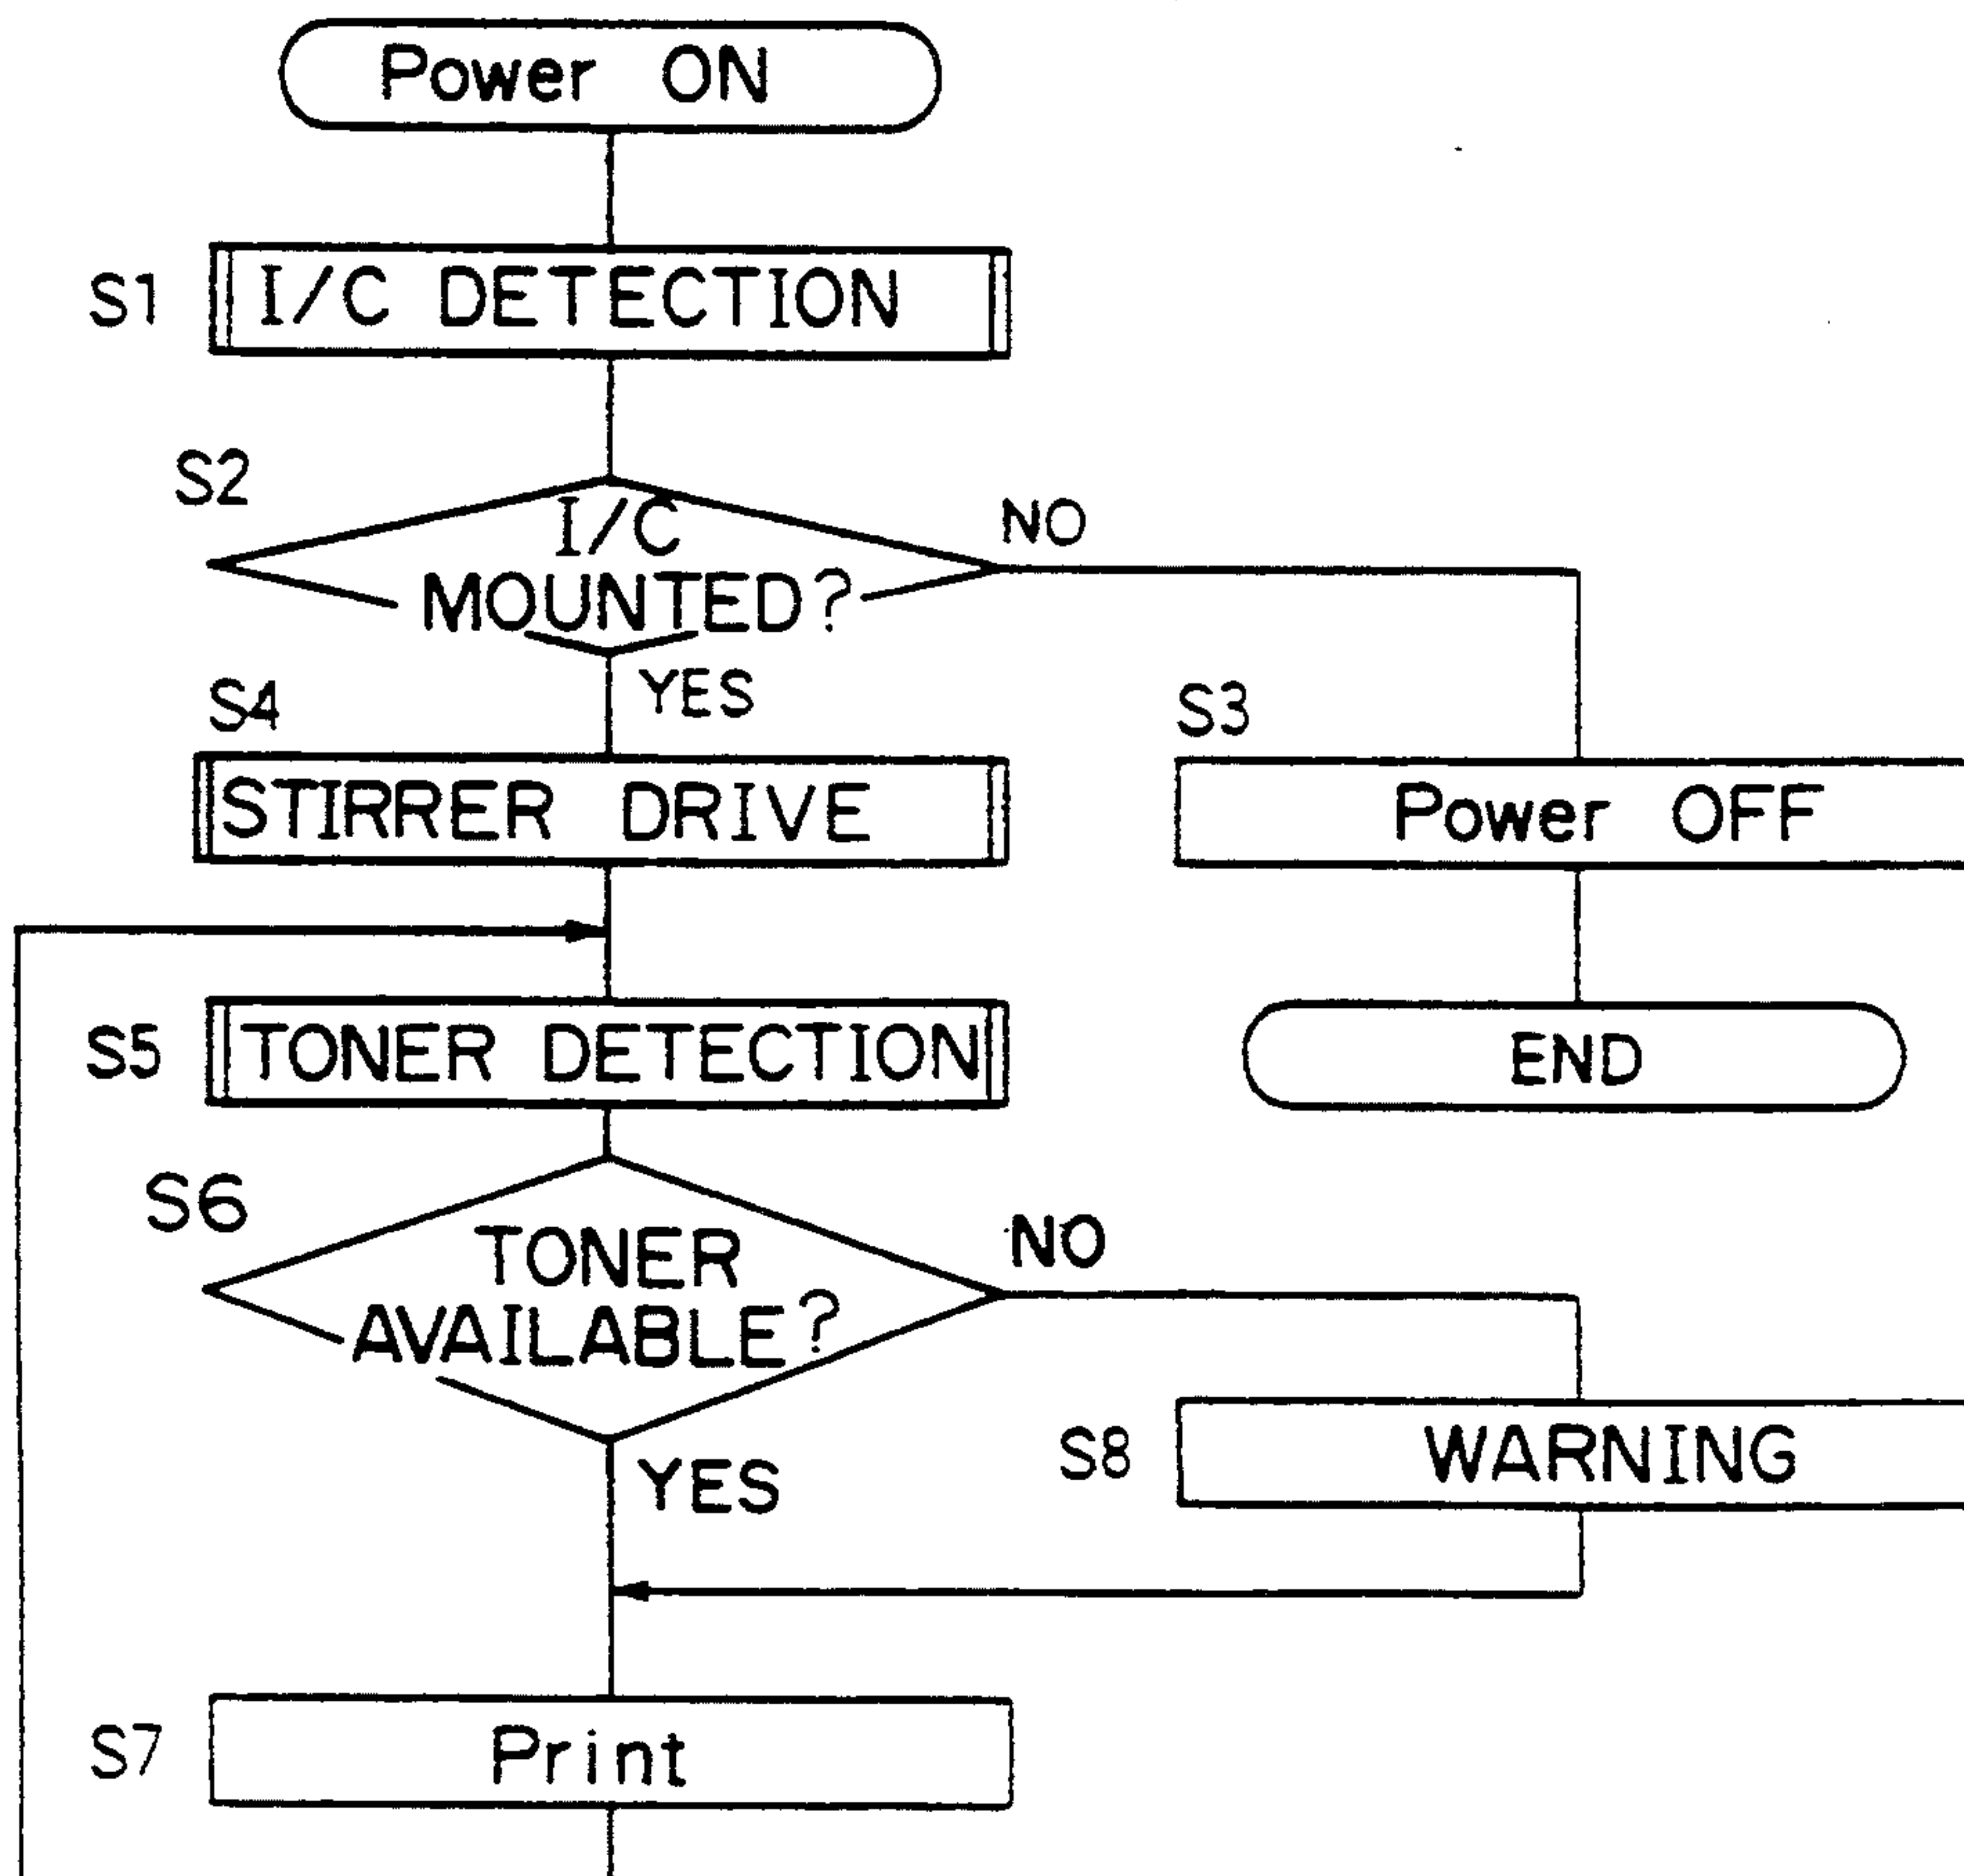 Power ON
S1
I/C DETECTION
S2
I/C
MOUNTED?
NO
YES
S4
STIRRER DRIVE
S3
Power OFF
S5
TONER DETECTION
END
S6
TONER
AVAILABLE?
NO
YES
S8
WARNING
S7
Print